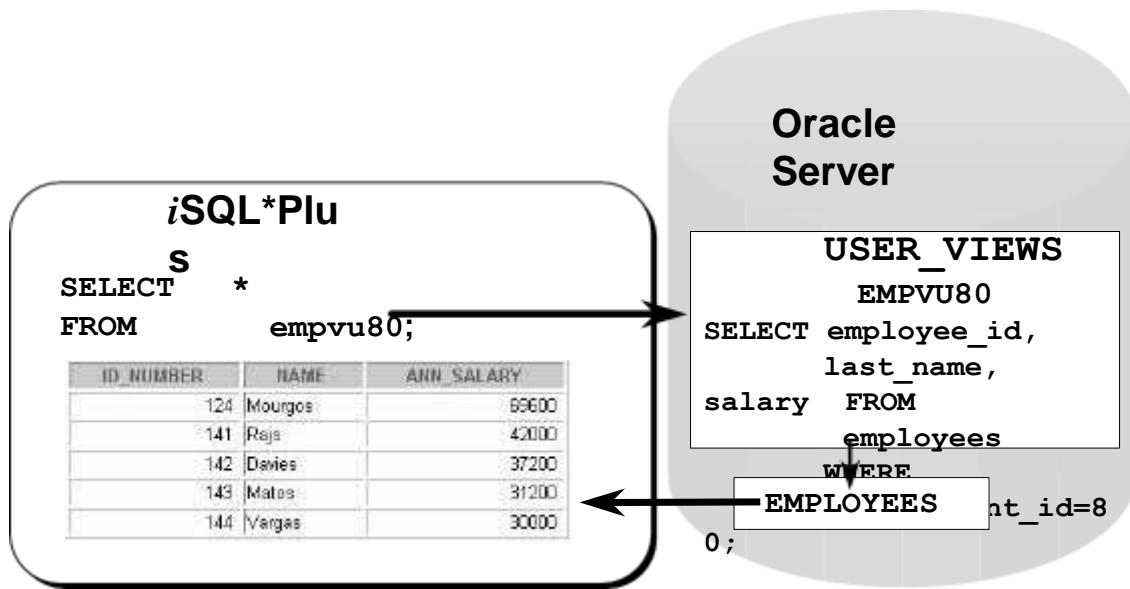 Oracle
Server
iSQL*Plu
s
SELECT *
FROM empvu80;
ID_NUMBER NAME ANN_SALARY
124 Mourgos 69600
141 Rajs 42000
142 Davies 37200
143 Matos 31200
144 Vargas 30000
USER_VIEWS
EMPVU80
SELECT employee_id,
last_name,
salary FROM
employees
WHERE
EMPLOYEES nt_id=8
0;